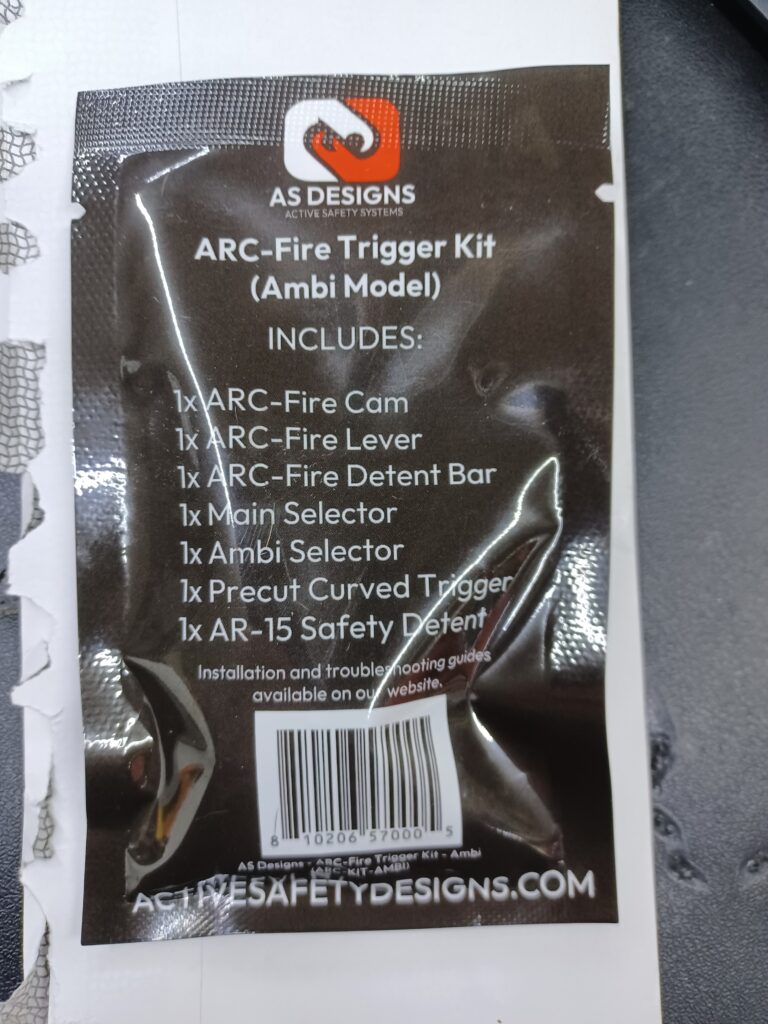 AS DESIGNS
ACTIVE SAFETY SYSTEMS
ARC-Fire Trigger Kit
(Ambi Model)
INCLUDES:
1x ARC-Fire Cam
1x ARC-Fire Lever
1x ARC-Fire Detent Bar
1x Main Selector
1x Ambi Selector
1x Precut Curved Trigger
1x AR-15 Safety Detent
Installation and troubleshooting guides
available on our website.
8 10206 57000 5
AS Designs - ARC-Fire Trigger Kit - Ambi
(ARC-KIT-AMBI)
ACTIVESAFETYDESIGNS.COM